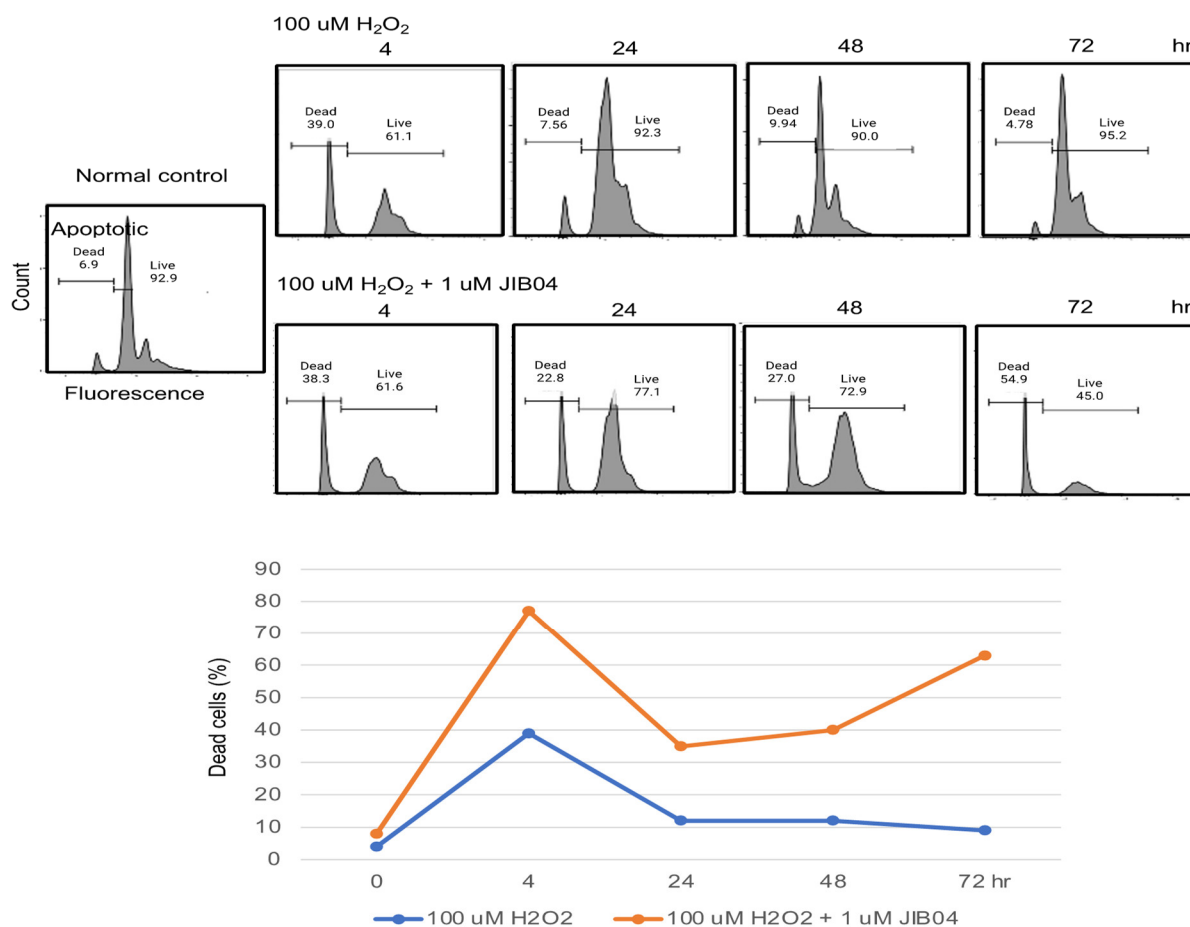 100 uM H₂O₂
4 24 48 72 hr
Dead
39.0
Live
61.1
Dead
7.56
Live
92.3
Dead
9.94
Live
90.0
Dead
4.78
Live
95.2
Normal control
Apoptotic
Dead
6.9
Live
92.9
Count
Fluorescence
100 uM H₂O₂ + 1 uM JIB04
4 24 48 72 hr
Dead
38.3
Live
61.6
Dead
22.8
Live
77.1
Dead
27.0
Live
72.9
Dead
54.9
Live
45.0
90
80
70
60
50
40
30
20
10
0
Dead cells (%)
0 4 24 48 72 hr
100 uM H2O2 100 uM H2O2 + 1 uM JIB04